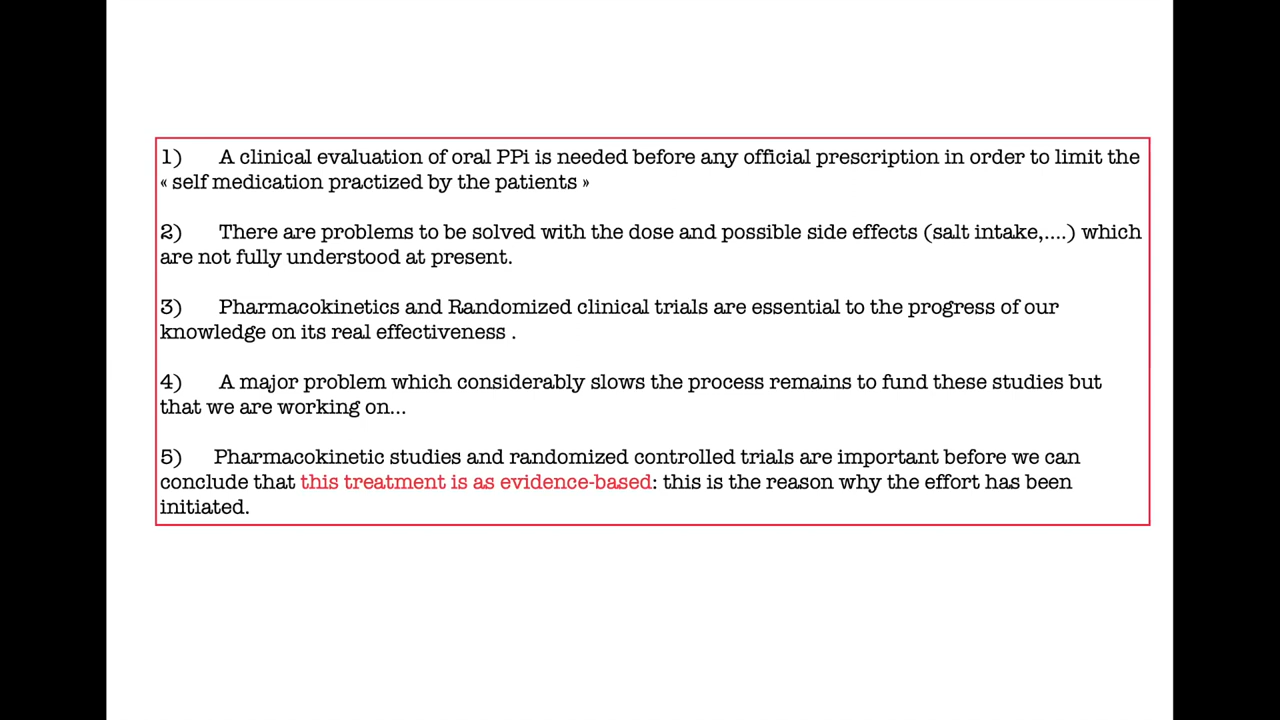 1) A clinical evaluation of oral PPi is needed before any official prescription in order to limit the
« self medication practized by the patients »
2) There are problems to be solved with the dose and possible side effects (salt intake,....) which
are not fully understood at present.
3) Pharmacokinetics and Randomized clinical trials are essential to the progress of our
knowledge on its real effectiveness .
4) A major problem which considerably slows the process remains to fund these studies but
that we are working on...
5) Pharmacokinetic studies and randomized controlled trials are important before we can
conclude that this treatment is as evidence-based: this is the reason why the effort has been
initiated.